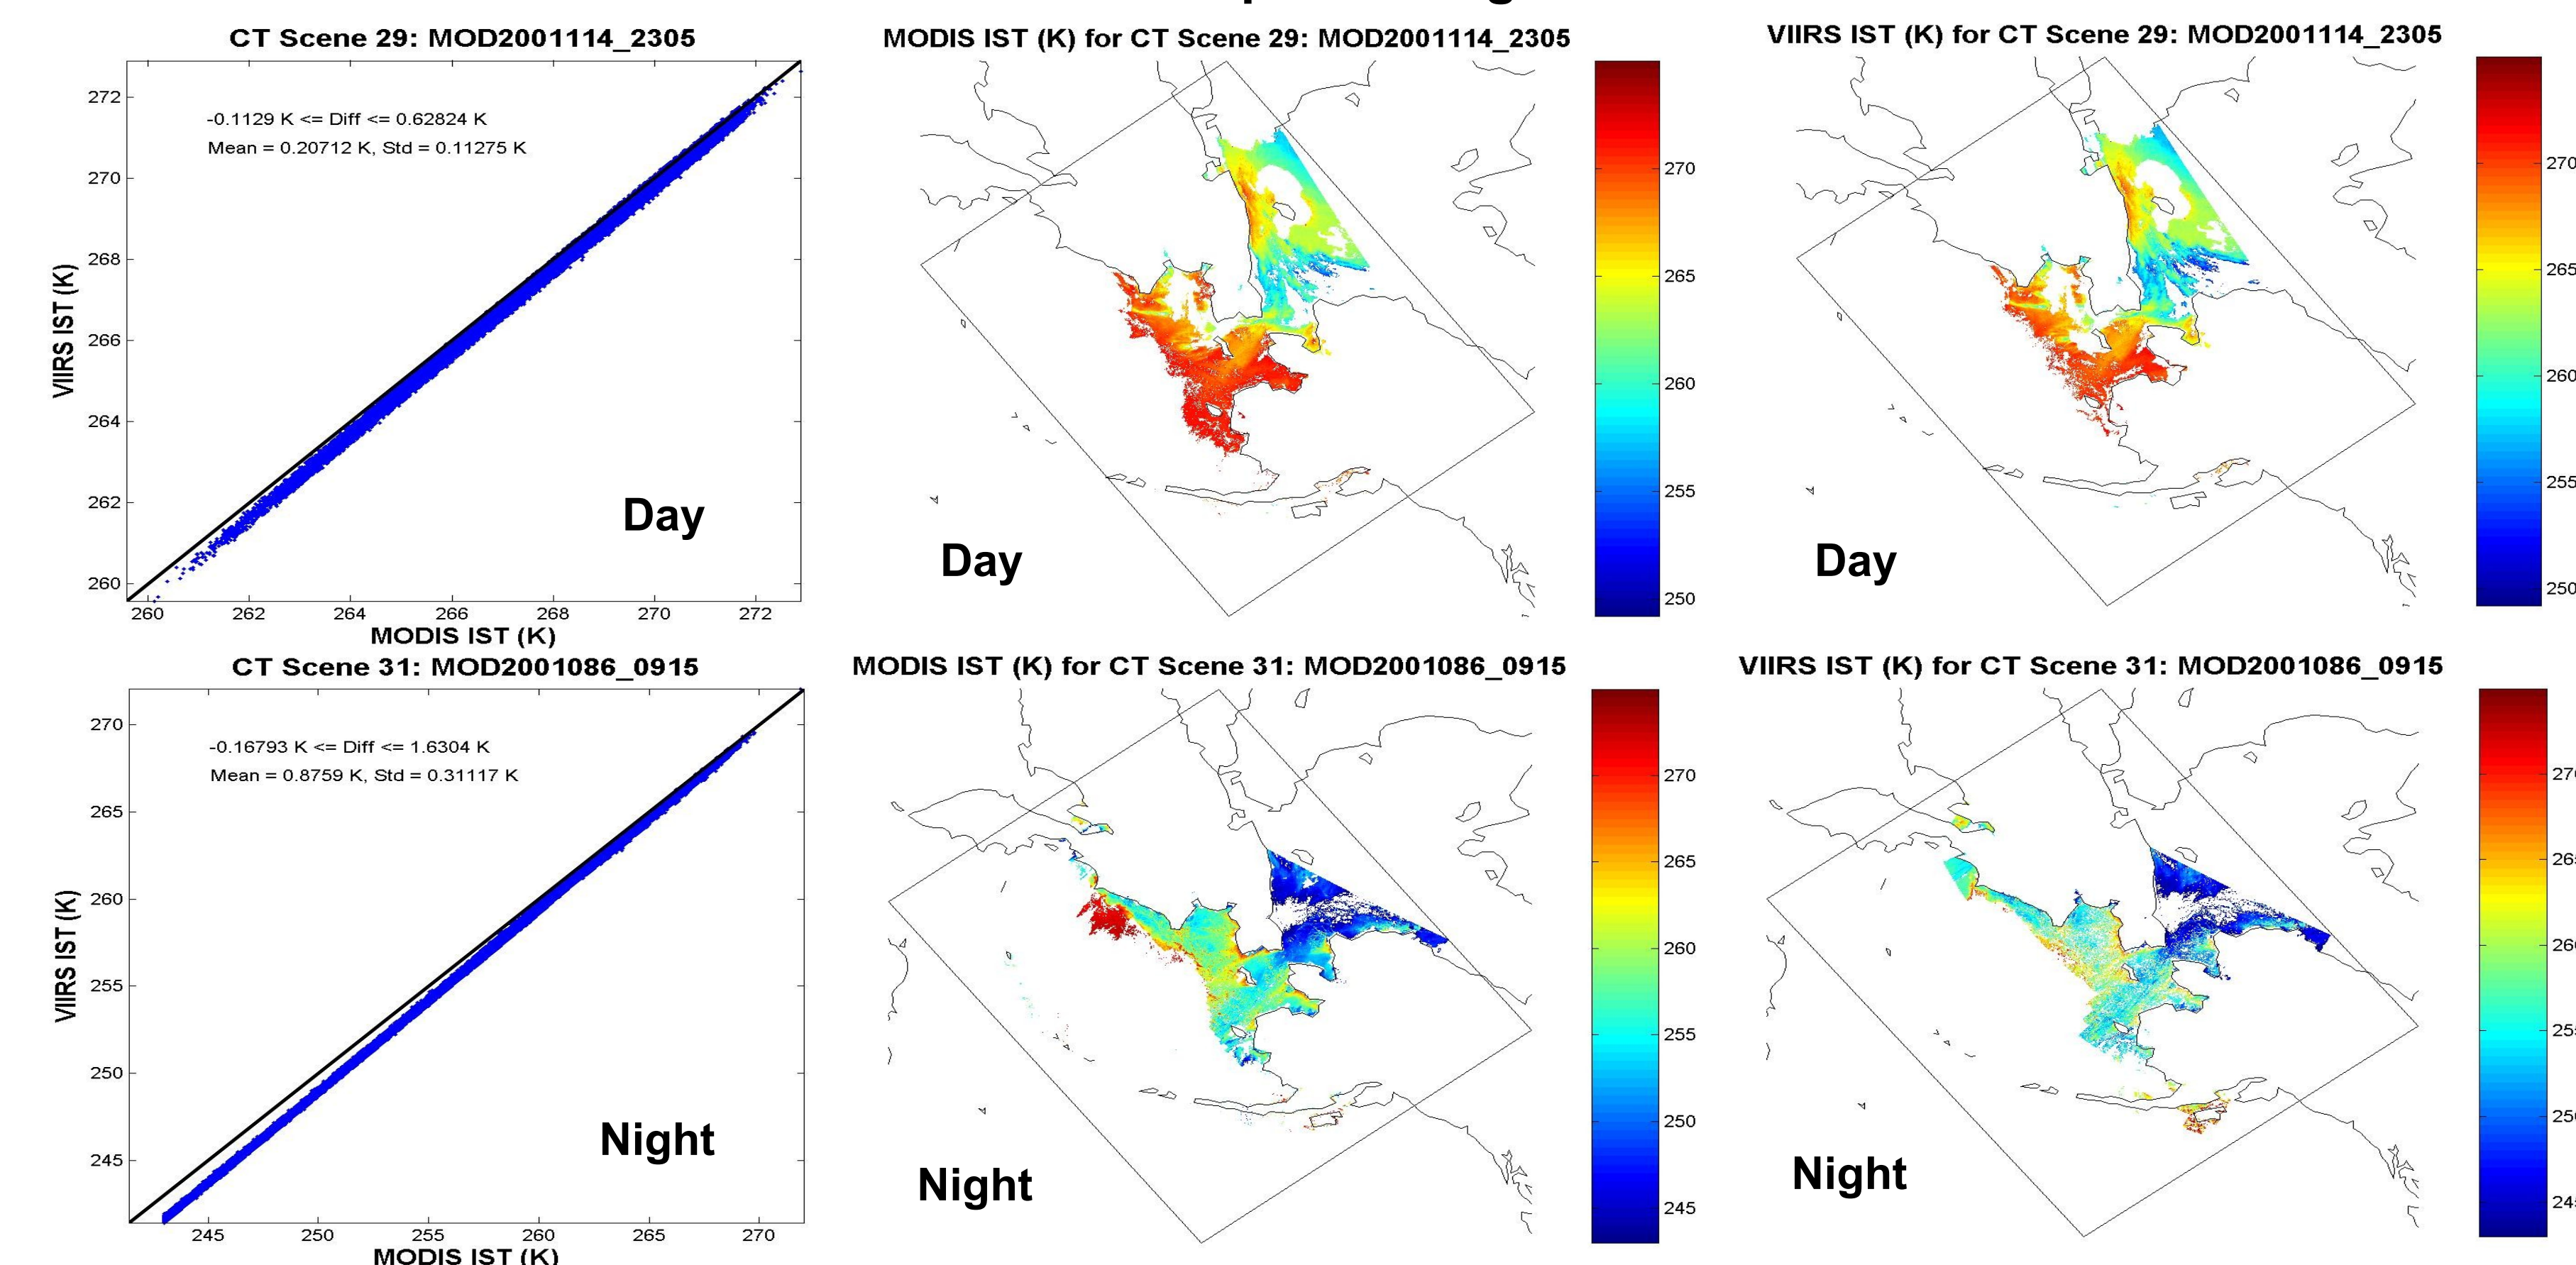 CT Scene 29: MOD2001114_2305
-0.1129 K <= Diff <= 0.62824 K
Mean = 0.20712 K, Std = 0.11275 K
VIIRS IST (K)
272
270
268
266
264
262
260
260 262 264 266 268 270 272
MODIS IST (K)
Day
MODIS IST (K) for CT Scene 29: MOD2001114_2305
270
265
260
255
250
Day
VIIRS IST (K) for CT Scene 29: MOD2001114_2305
270
265
260
255
250
Day
CT Scene 31: MOD2001086_0915
-0.16793 K <= Diff <= 1.6304 K
Mean = 0.8759 K, Std = 0.31117 K
VIIRS IST (K)
270
265
260
255
250
245
245 250 255 260 265 270
MODIS IST (K)
Night
MODIS IST (K) for CT Scene 31: MOD2001086_0915
270
265
260
255
250
245
Night
VIIRS IST (K) for CT Scene 31: MOD2001086_0915
Night